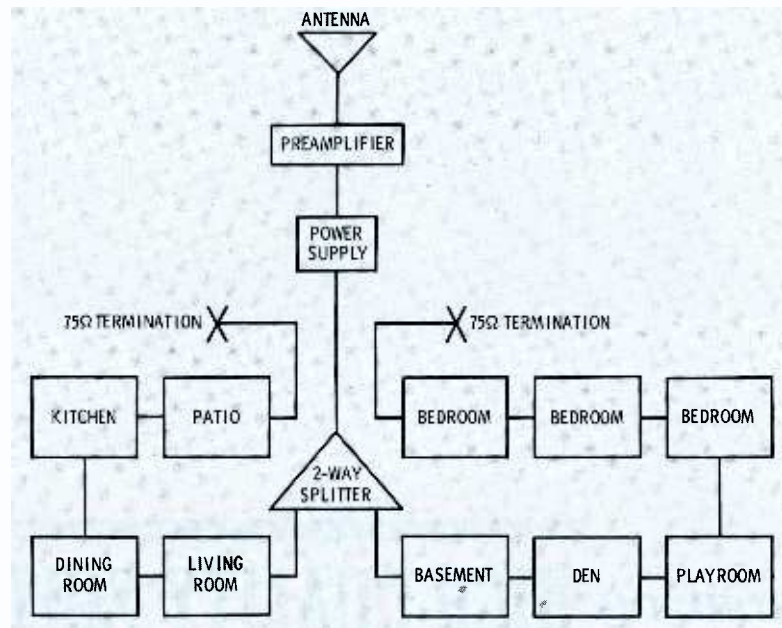 ANTENNA
PREAMPLIFIER
POWER
SUPPLY
75Ω TERMINATION
75Ω TERMINATION
KITCHEN
PATIO
BEDROOM
BEDROOM
BEDROOM
2-WAY
SPLITTER
DINING
ROOM
LIVING
ROOM
BASEMENT
DEN
PLAYROOM